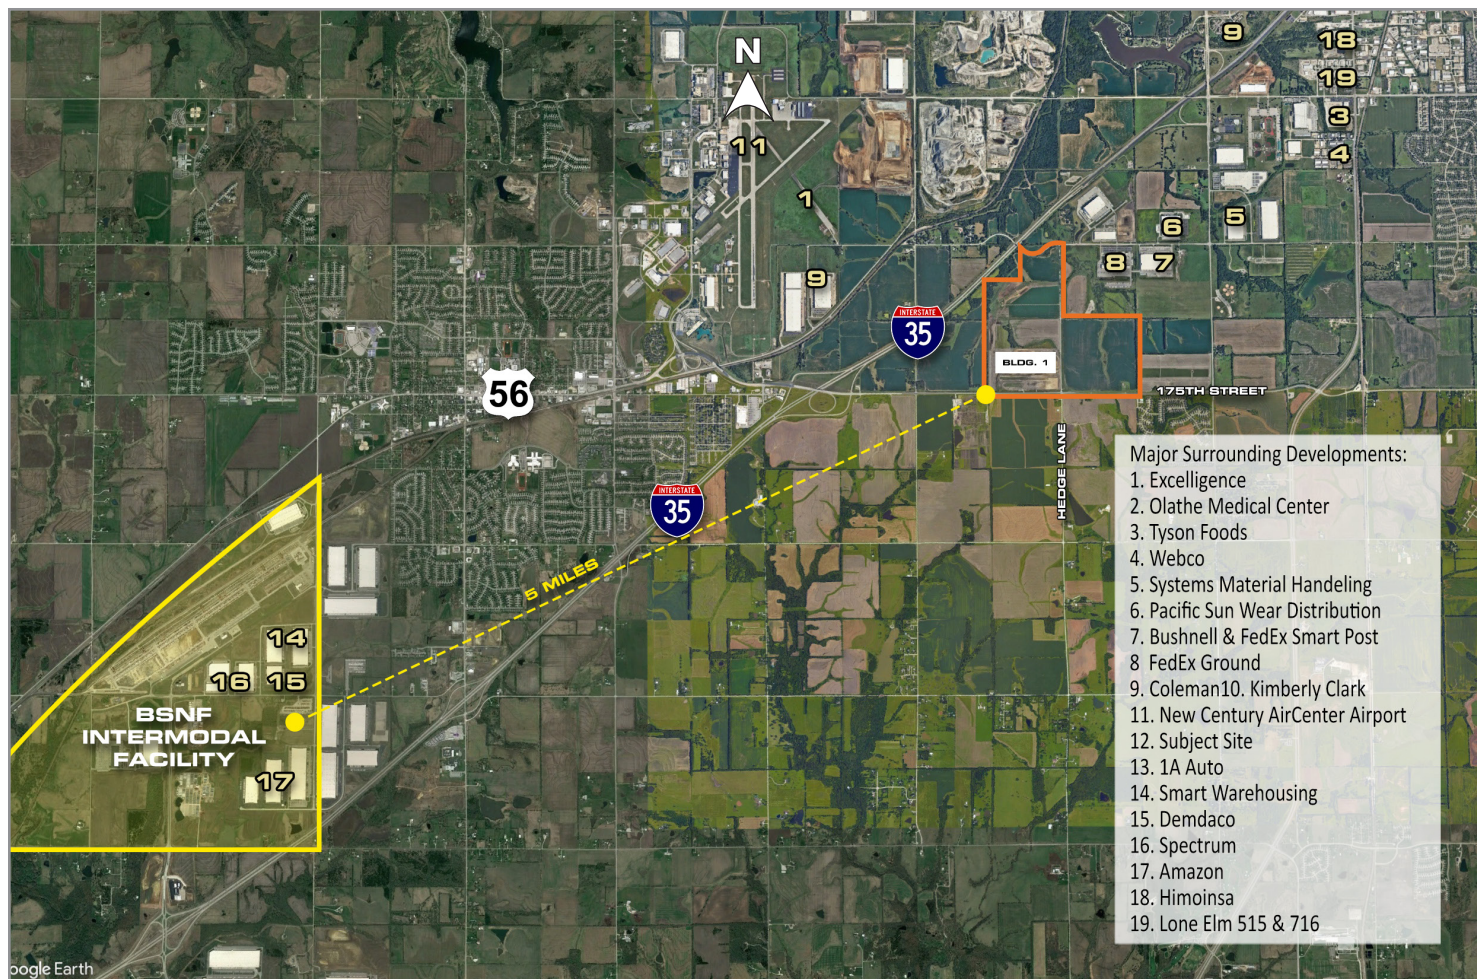 9
18
N
19
3
11
4
1
5
6
8
7
9
INTERSTATE
35
BLDG. 1
56
175TH STREET
HEDGE LANE
INTERSTATE
35
5 MILES
14
16
15
BSNF
INTERMODAL
FACILITY
17
Major Surrounding Developments:
1. Excelligence
2. Olathe Medical Center
3. Tyson Foods
4. Webco
5. Systems Material Handeling
6. Pacific Sun Wear Distribution
7. Bushnell & FedEx Smart Post
8 FedEx Ground
9. Coleman10. Kimberly Clark
11. New Century AirCenter Airport
12. Subject Site
13. 1A Auto
14. Smart Warehousing
15. Demdaco
16. Spectrum
17. Amazon
18. Himoinsa
19. Lone Elm 515 & 716
oogle Earth